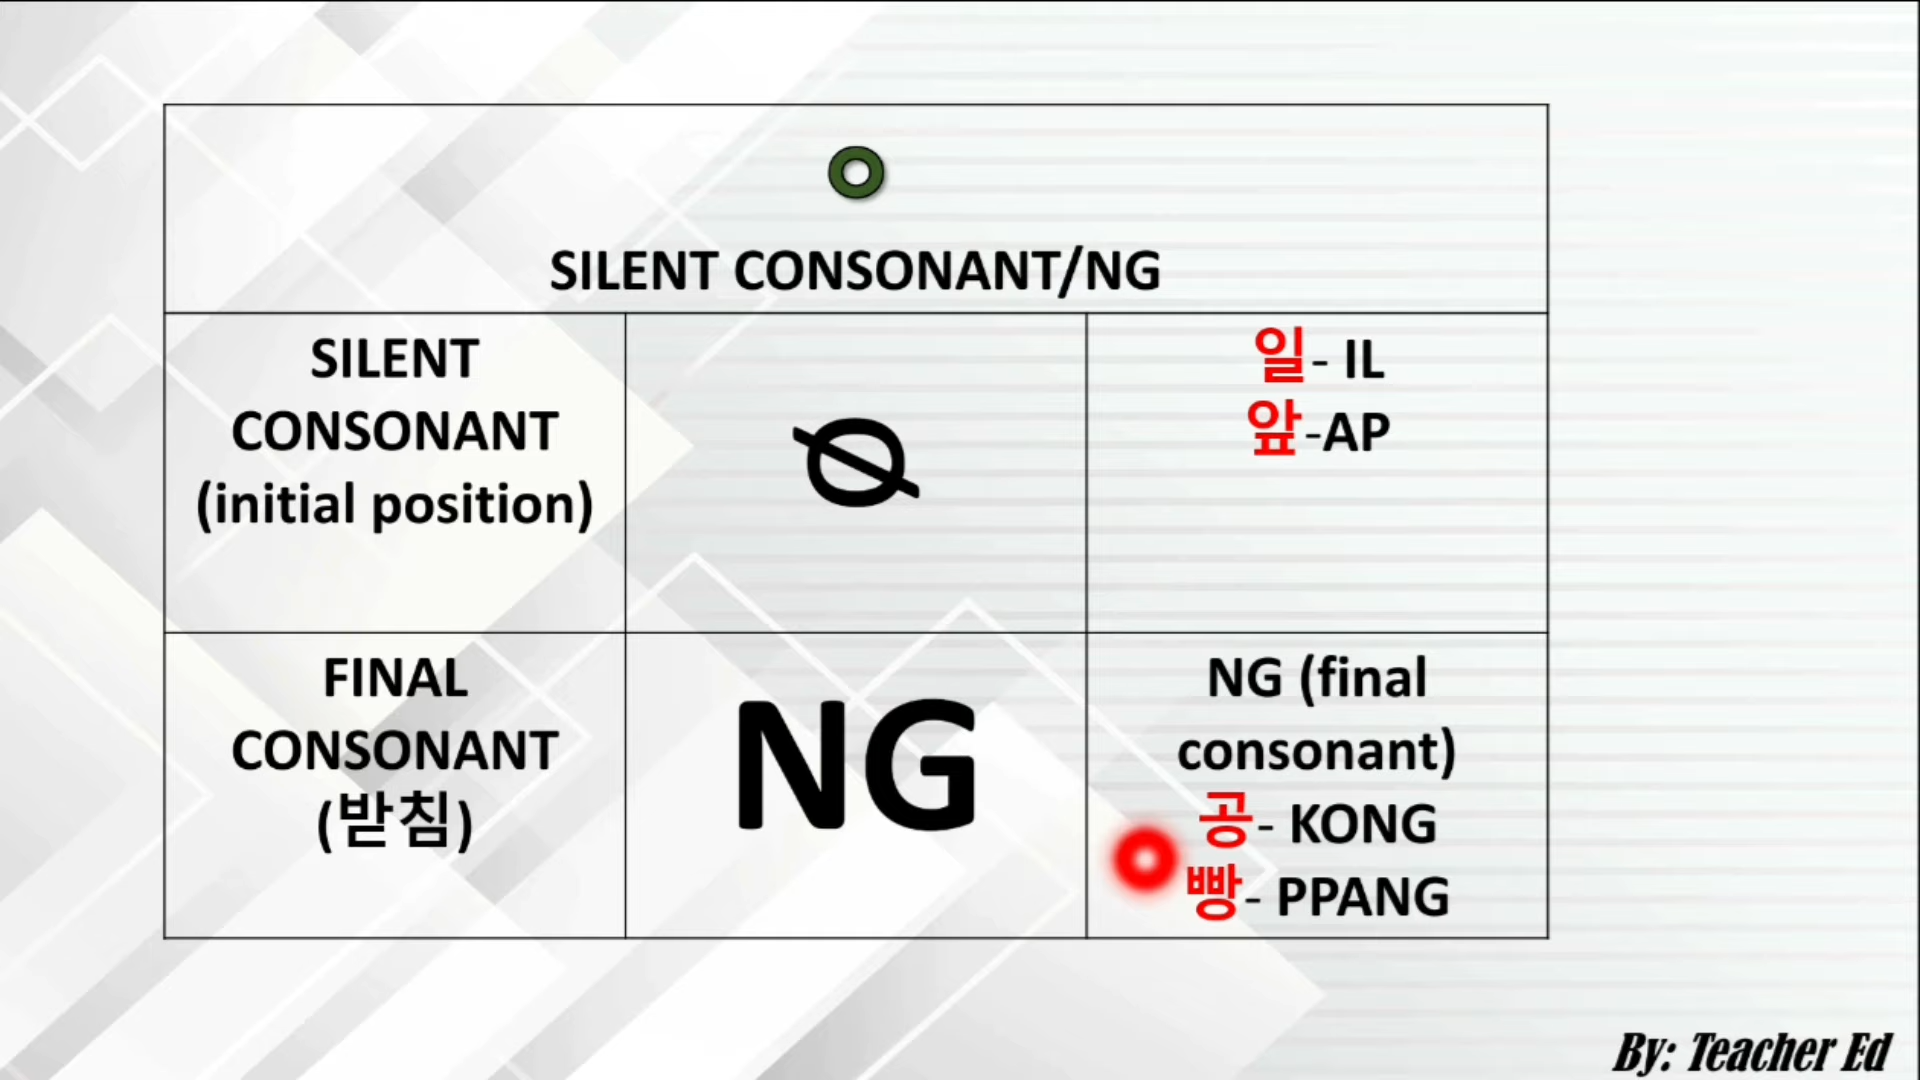 ㅇ
SILENT CONSONANT/NG
SILENT
CONSONANT
(initial position)
Ꝋ
일- IL
앞-AP
FINAL
CONSONANT
(받침)
NG
NG (final
consonant)
공- KONG
빵- PPANG
By: Teacher Ed